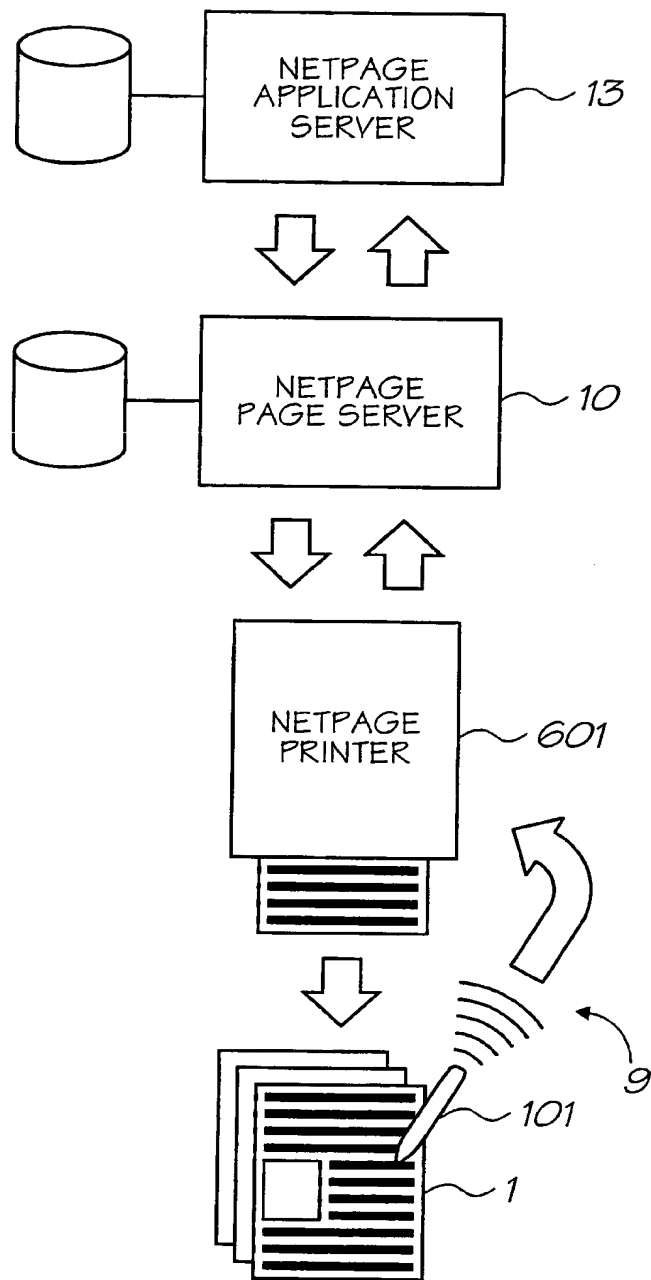 NETPAGE
APPLICATION
SERVER
13
NETPAGE
PAGE SERVER
10
NETPAGE
PRINTER
601
9
101
1